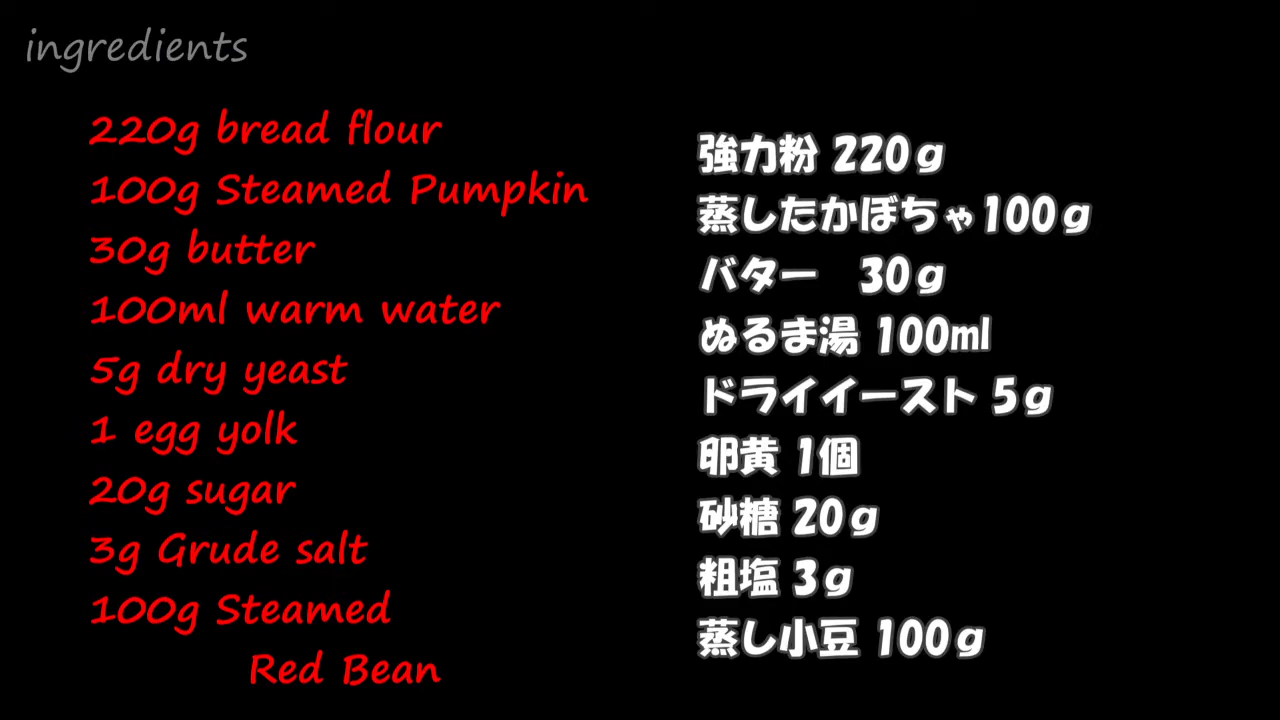 ingredients
220g bread flour
100g Steamed Pumpkin
30g butter
100ml warm water
5g dry yeast
1 egg yolk
20g sugar
3g Grude salt
100g Steamed
Red Bean
強力粉 220ｇ
蒸したかぼちゃ100ｇ
バター　30ｇ
ぬるま湯 100ml
ドライイースト 5ｇ
卵黄 1個
砂糖 20ｇ
粗塩 3ｇ
蒸し小豆 100ｇ